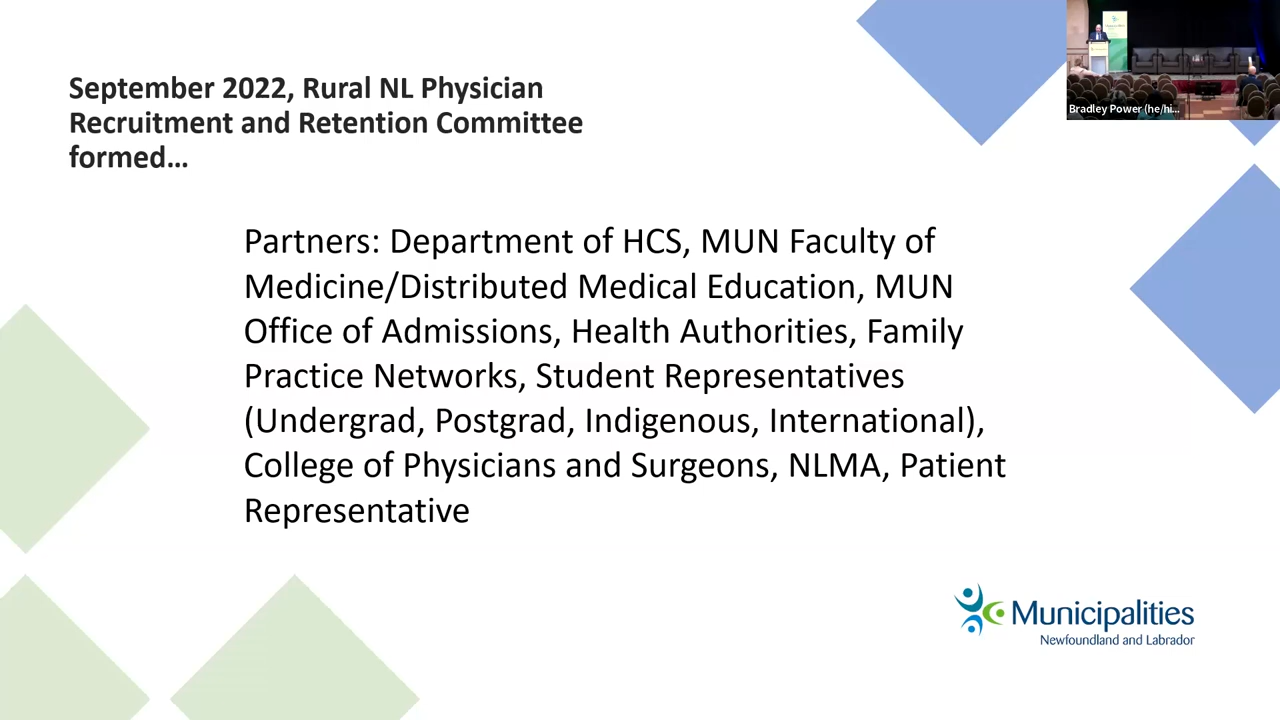 September 2022, Rural NL Physician
Recruitment and Retention Committee
formed…
Bradley Power (he/hi...
Partners: Department of HCS, MUN Faculty of
Medicine/Distributed Medical Education, MUN
Office of Admissions, Health Authorities, Family
Practice Networks, Student Representatives
(Undergrad, Postgrad, Indigenous, International),
College of Physicians and Surgeons, NLMA, Patient
Representative
Municipalities
Newfoundland and Labrador